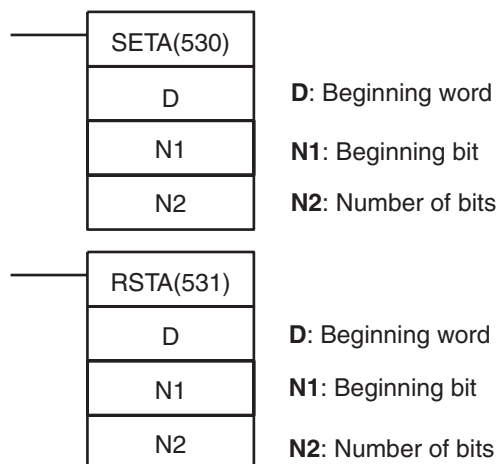 SETA(530)
D D: Beginning word
N1 N1: Beginning bit
N2 N2: Number of bits
RSTA(531)
D D: Beginning word
N1 N1: Beginning bit
N2 N2: Number of bits